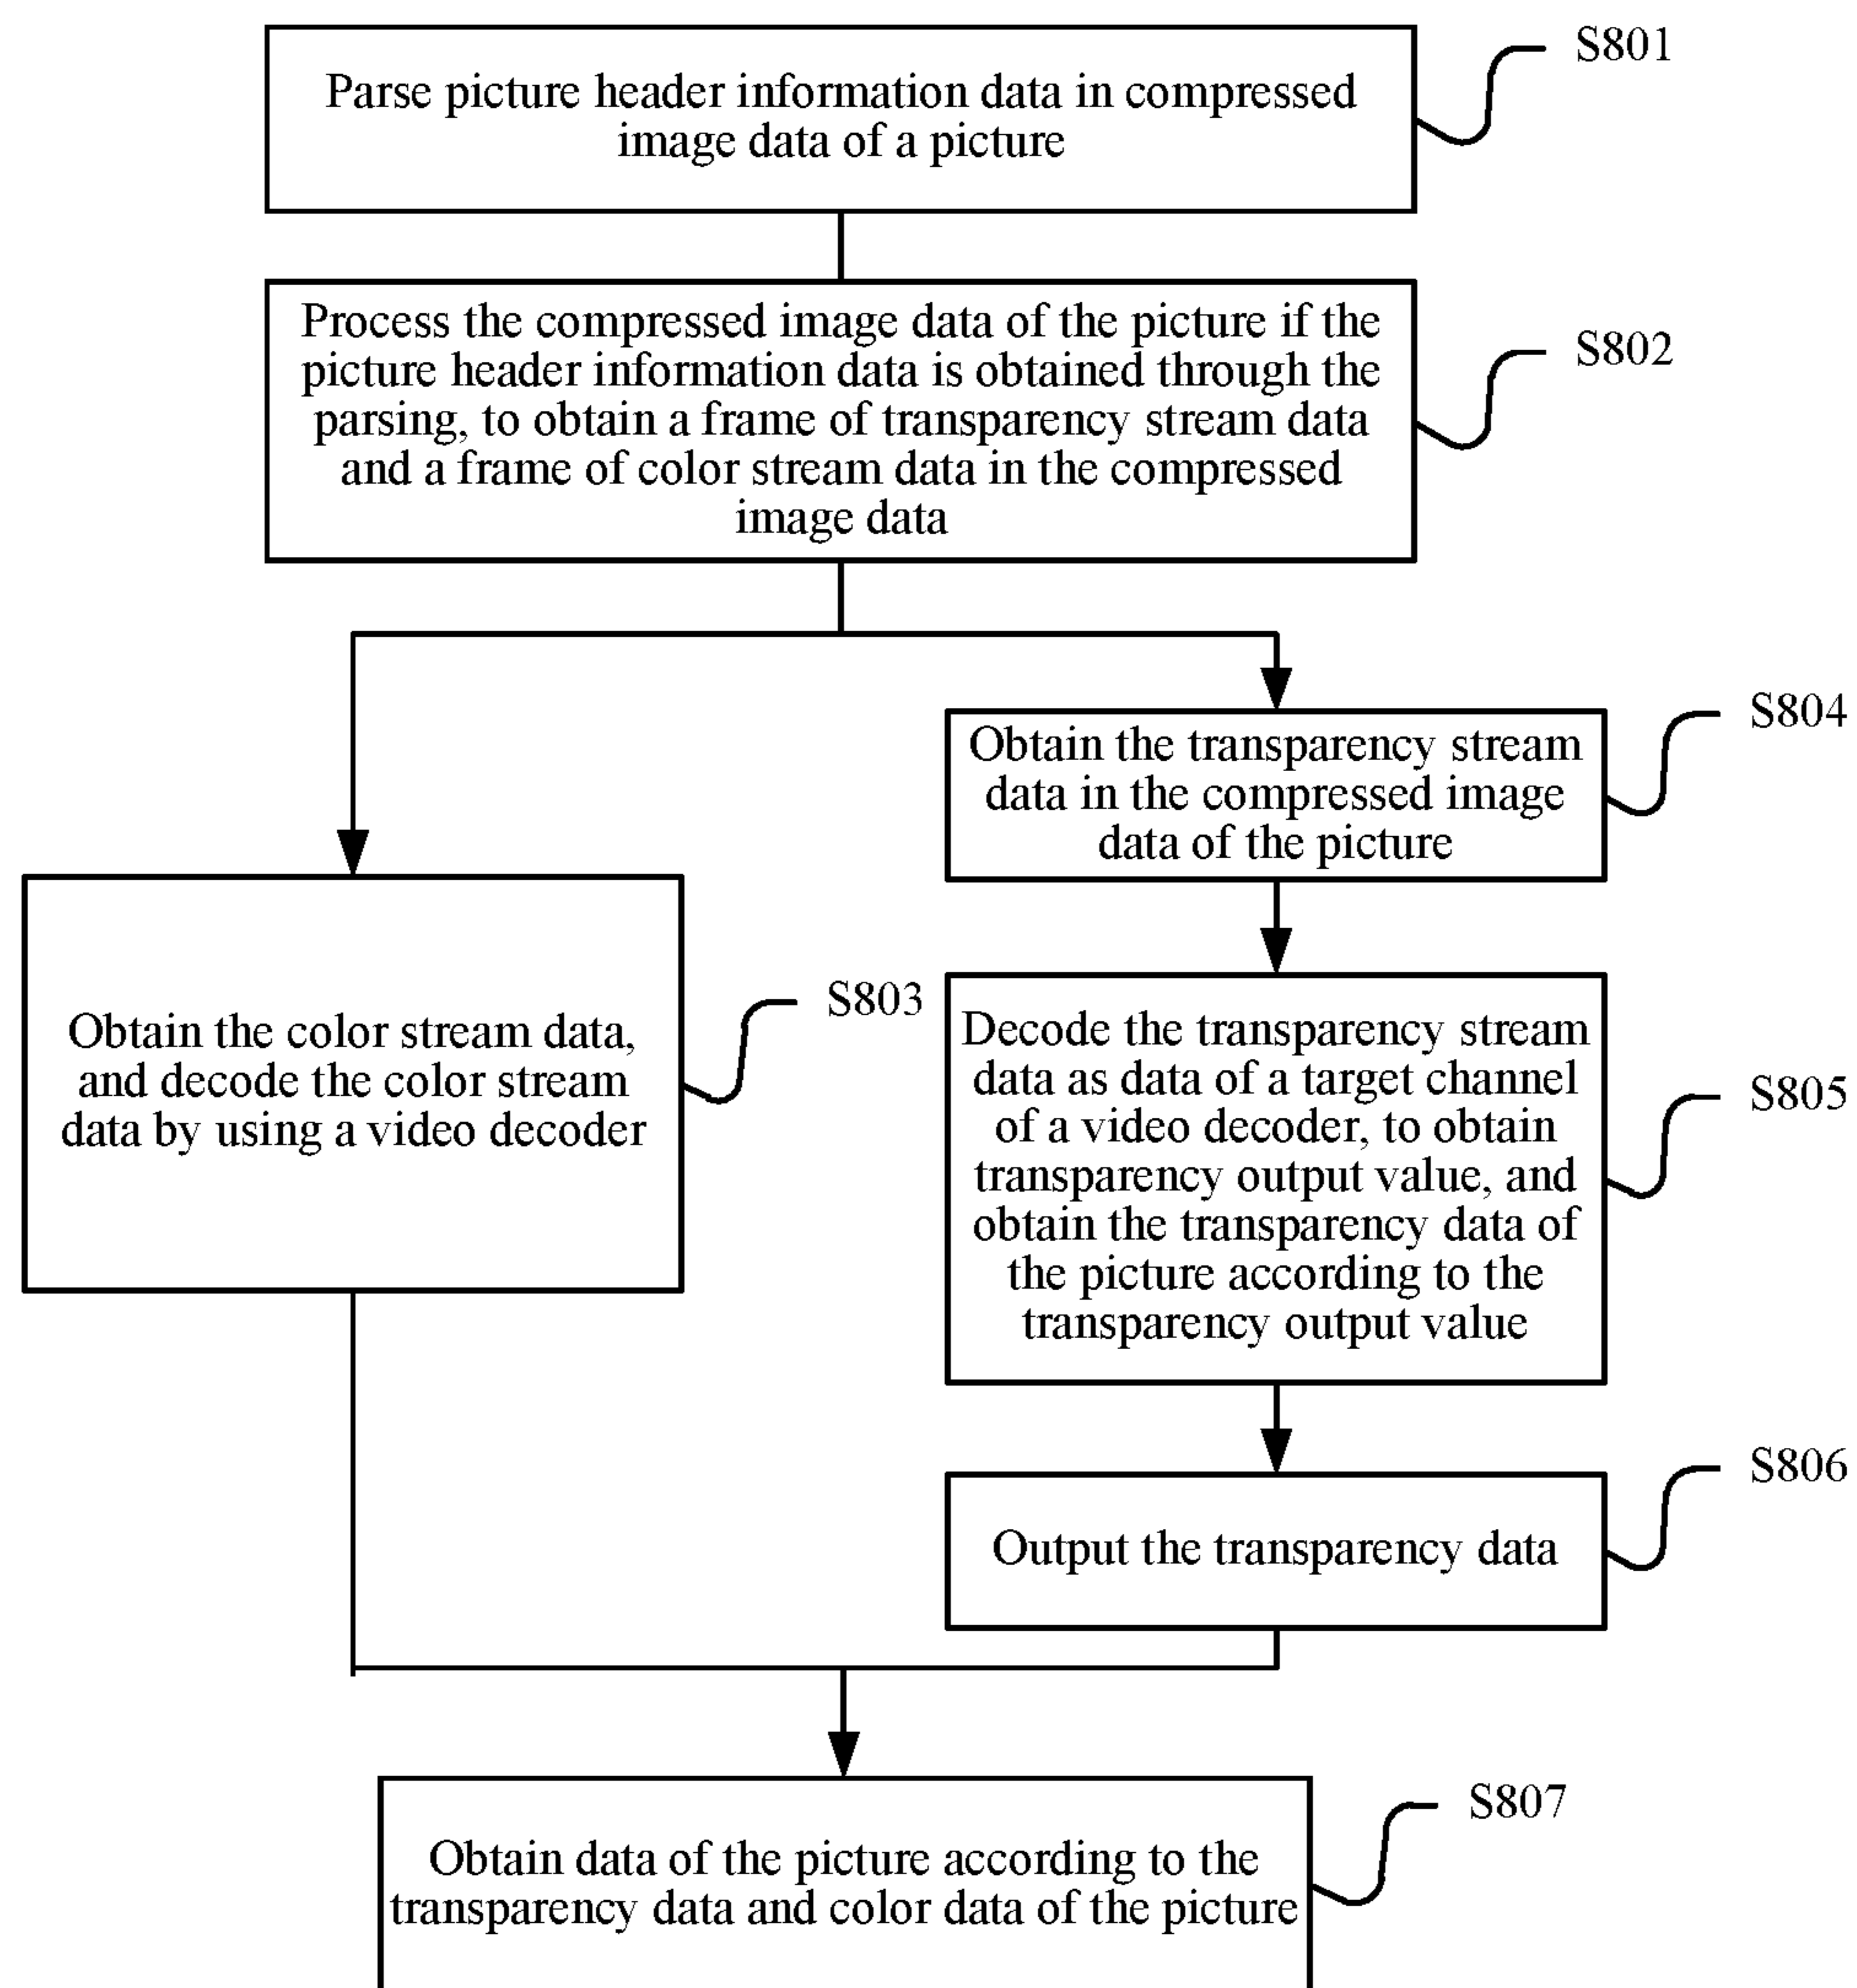 Parse picture header information data in compressed
image data of a picture
S801
Process the compressed image data of the picture if the
picture header information data is obtained through the
parsing, to obtain a frame of transparency stream data
and a frame of color stream data in the compressed
image data
S802
Obtain the color stream data,
and decode the color stream
data by using a video decoder
S803
Obtain the transparency stream
data in the compressed image
data of the picture
S804
Decode the transparency stream
data as data of a target channel
of a video decoder, to obtain
transparency output value, and
obtain the transparency data of
the picture according to the
transparency output value
S805
Output the transparency data
S806
Obtain data of the picture according to the
transparency data and color data of the picture
S807